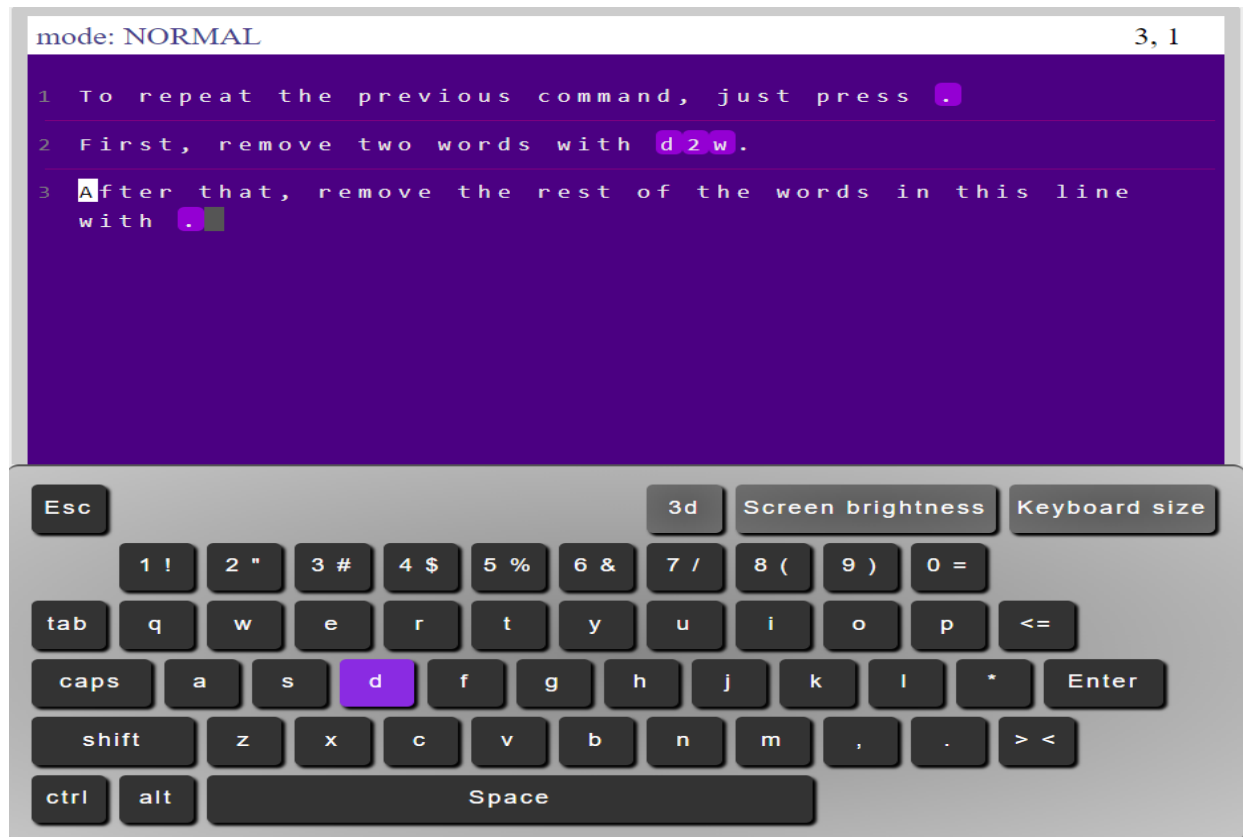 mode: NORMAL 3, 1
1 To repeat the previous command, just press .
2 First, remove two words with d2w.
3 After that, remove the rest of the words in this line
with .
Esc 3d Screen brightness Keyboard size
1 ! 2 " 3 # 4 $ 5 % 6 & 7 / 8 ( 9 ) 0 =
tab q w e r t y u i o p <=
caps a s d f g h j k l * Enter
shift z x c v b n m , . > <
ctrl alt Space